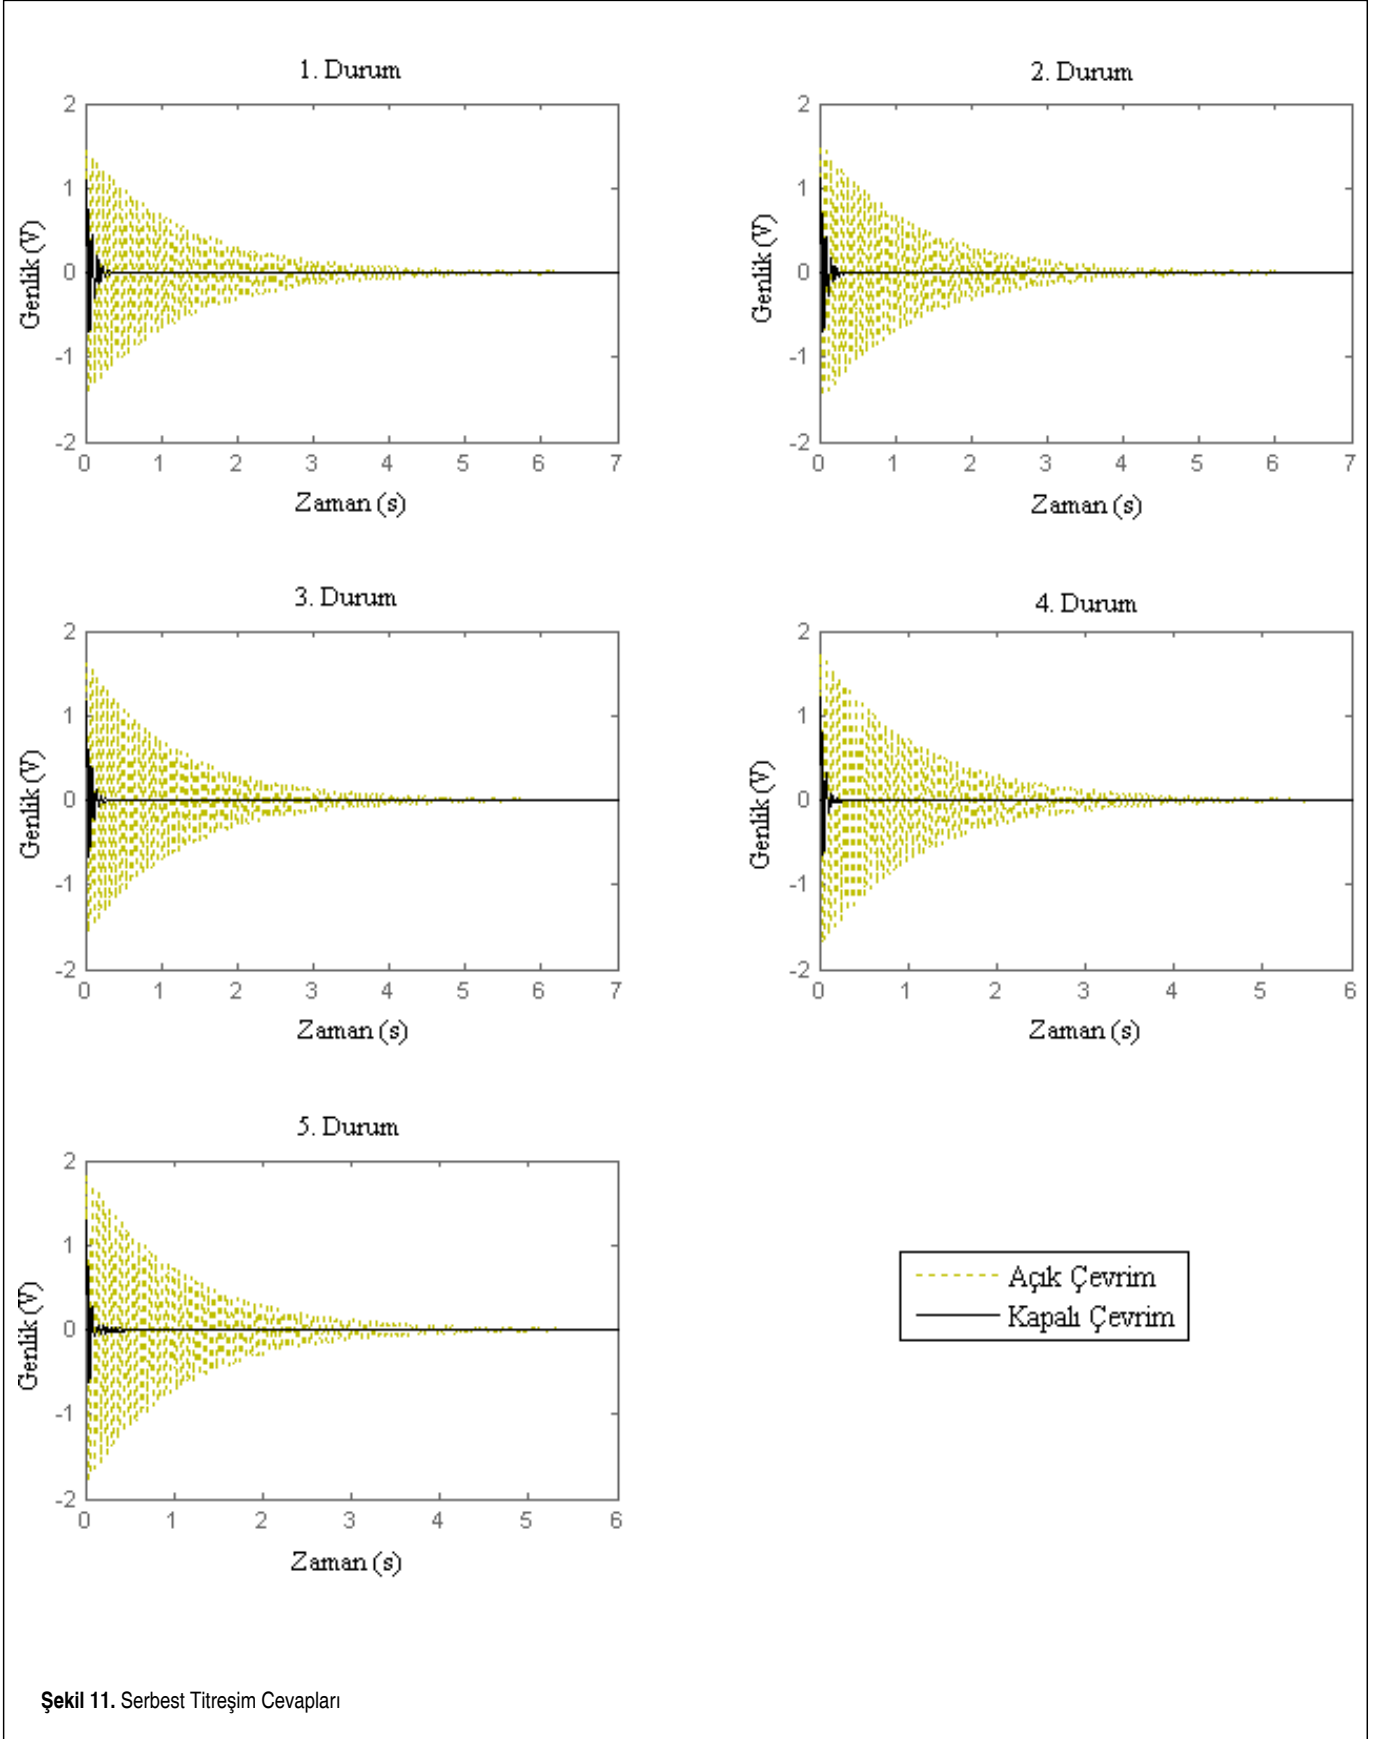 1. Durum
2
1
0
-1
-2
Genlik (V)
0 1 2 3 4 5 6 7
Zaman (s)
2. Durum
2
1
0
-1
-2
Genlik (V)
0 1 2 3 4 5 6 7
Zaman (s)
3. Durum
2
1
0
-1
-2
Genlik (V)
0 1 2 3 4 5 6 7
Zaman (s)
4. Durum
2
1
0
-1
-2
Genlik (V)
0 1 2 3 4 5 6
Zaman (s)
5. Durum
2
1
0
-1
-2
Genlik (V)
0 1 2 3 4 5 6
Zaman (s)
Açık Çevrim
Kapalı Çevrim
Şekil 11. Serbest Titreşim Cevapları